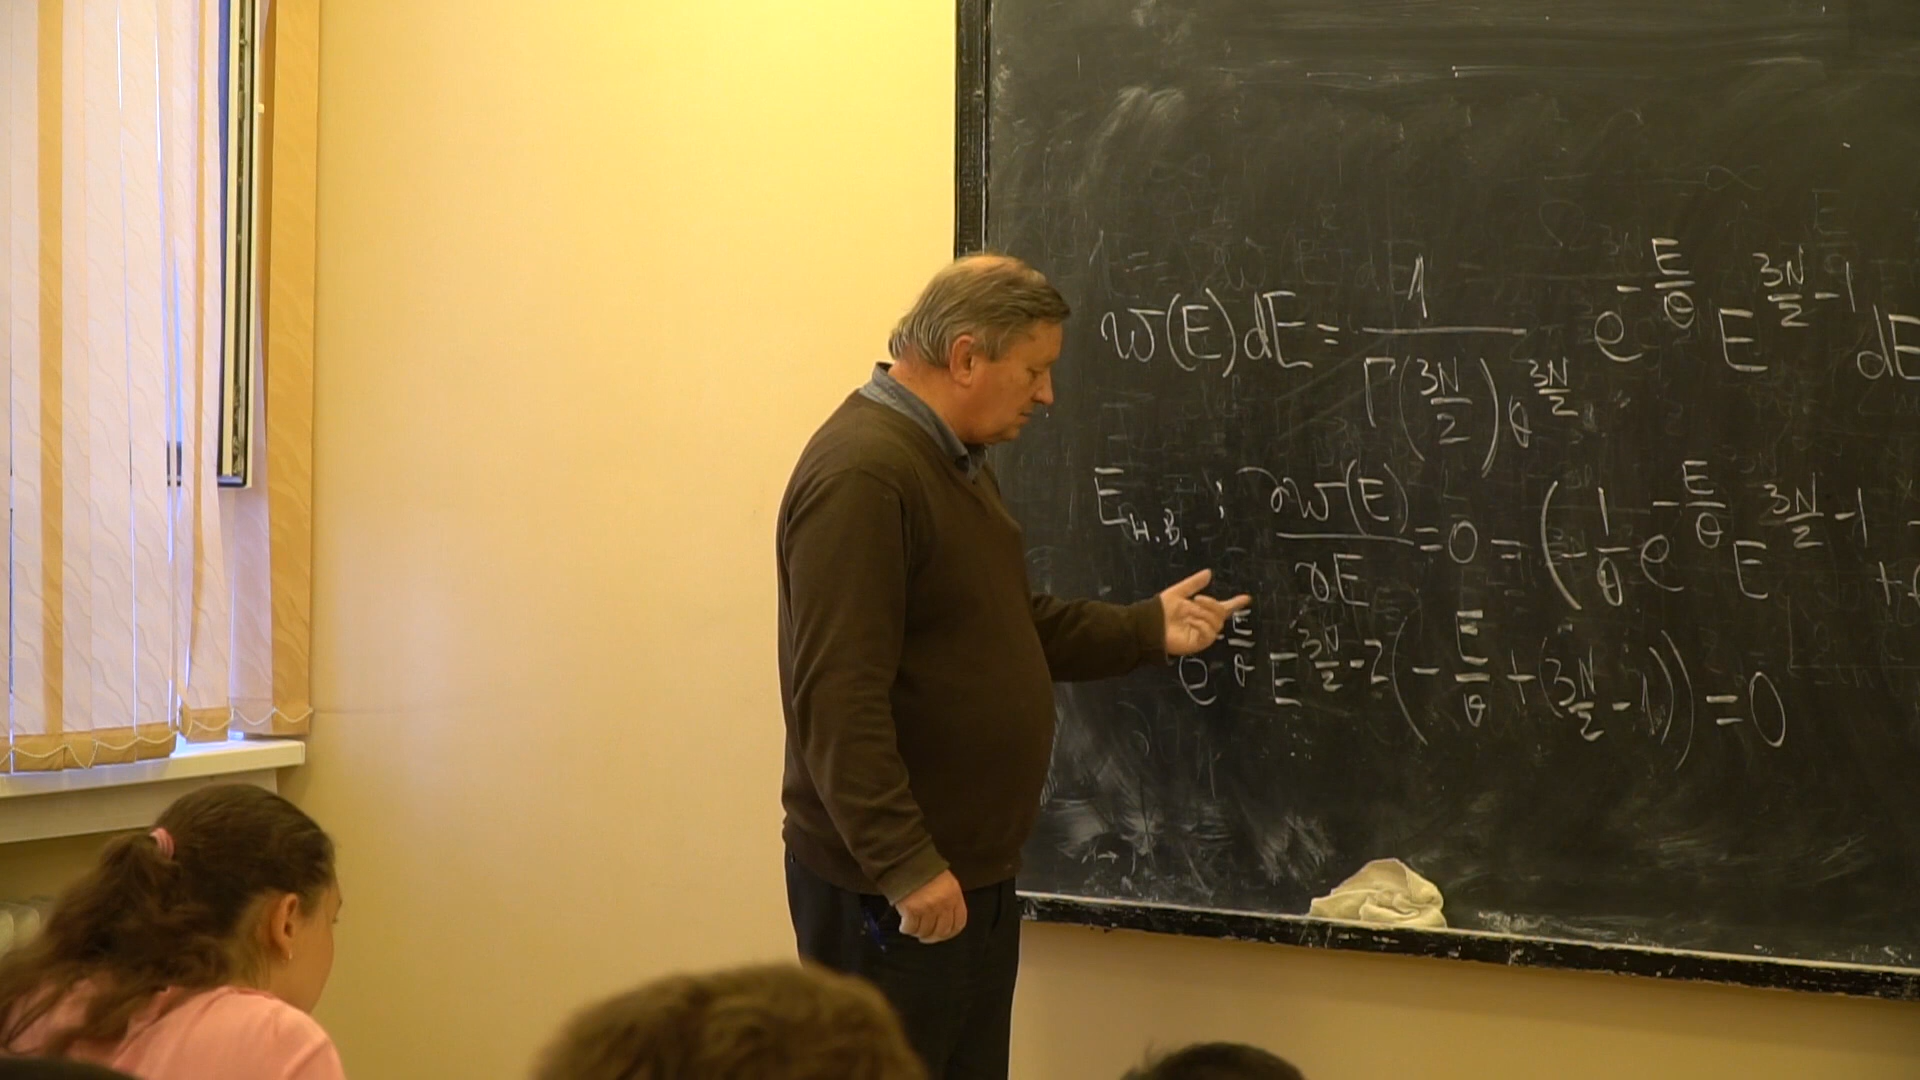 w(E)dE = 1 / Γ(3N/2) θ^(3N/2) e^(-E/θ) E^(3N/2 - 1) dE
E н.в. : ∂w(E)/∂E = 0 = (-1/θ e^(-E/θ) E^(3N/2 - 1) +
e^(-E/θ) E^(3N/2 - 2) (-E/θ + (3N/2 - 1)) = 0